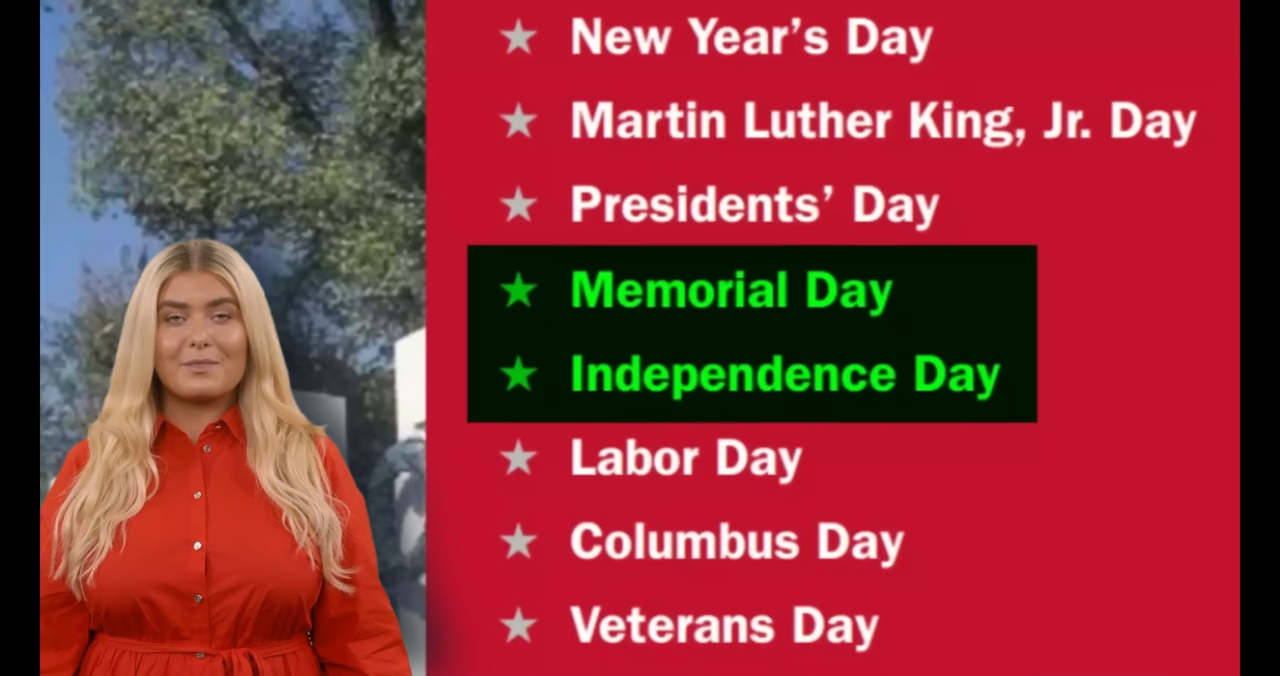 ★ New Year’s Day
★ Martin Luther King, Jr. Day
★ Presidents’ Day
★ Memorial Day
★ Independence Day
★ Labor Day
★ Columbus Day
★ Veterans Day